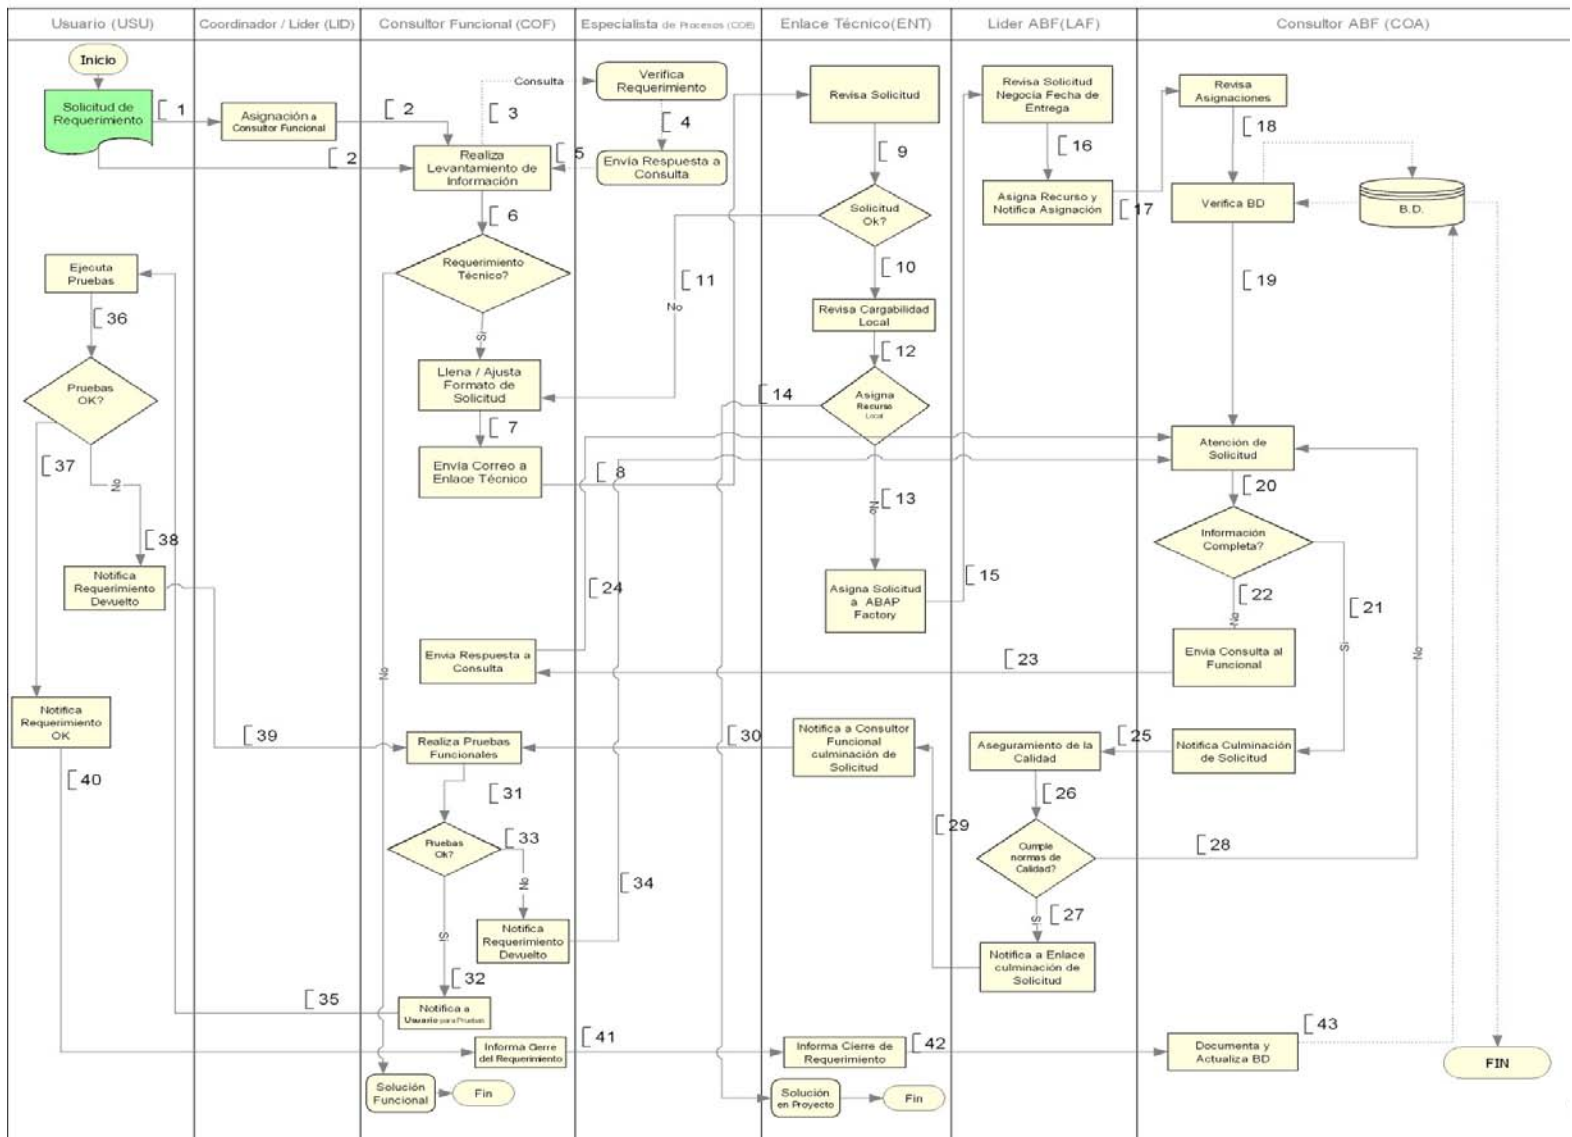 Usuario (USU)
Coordinador / Líder (LID)
Consultor Funcional (COF)
Especialista de Procesos (COE)
Enlace Técnico(ENT)
Líder ABF(LAF)
Consultor ABF (COA)
Inicio
Solicitud de
Requerimiento
1
Asignación a
Consultor Funcional
2
2
3
Consulta
Verifica
Requerimiento
4
Envía Respuesta a
Consulta
5
Realiza
Levantamiento de
Información
6
Requerimiento
Técnico?
Sí
No
Llena / Ajusta
Formato de
Solicitud
7
Envía Correo a
Enlace Técnico
8
Revisa Solicitud
9
Solicitud
Ok?
10
11
No
Revisa Cargabilidad
Local
12
Asigna
Recurso
Local
13
No
14
Asigna Solicitud
a ABAP
Factory
15
Revisa Solicitud
Negocia Fecha de
Entrega
16
Asigna Recurso y
Notifica Asignación
17
Revisa
Asignaciones
18
Verifica BD
B.D.
19
Atención de
Solicitud
20
Información
Completa?
21
Sí
22
No
Envia Consulta al
Funcional
23
Envia Respuesta a
Consulta
24
Notifica Culminación
de Solicitud
25
Aseguramiento de la
Calidad
26
Cumple
normas de
Calidad?
27
Sí
28
No
Notifica a Enlace
culminación de
Solicitud
29
Notifica a Consultor
Funcional
culminación de
Solicitud
30
Realiza Pruebas
Funcionales
31
Pruebas
Ok?
32
Sí
33
No
Notifica
Requerimiento
Devuelto
34
Notifica a
Usuario para Pruebas
35
Ejecuta
Pruebas
36
Pruebas
OK?
37
No
38
Notifica
Requerimiento
Devuelto
39
Notifica
Requerimiento
OK
40
Informa Cierre
del Requerimiento
41
Informa Cierre de
Requerimiento
42
Documenta y
Actualiza BD
43
FIN
Solución
Funcional
Fin
Solución
en Proyecto
Fin